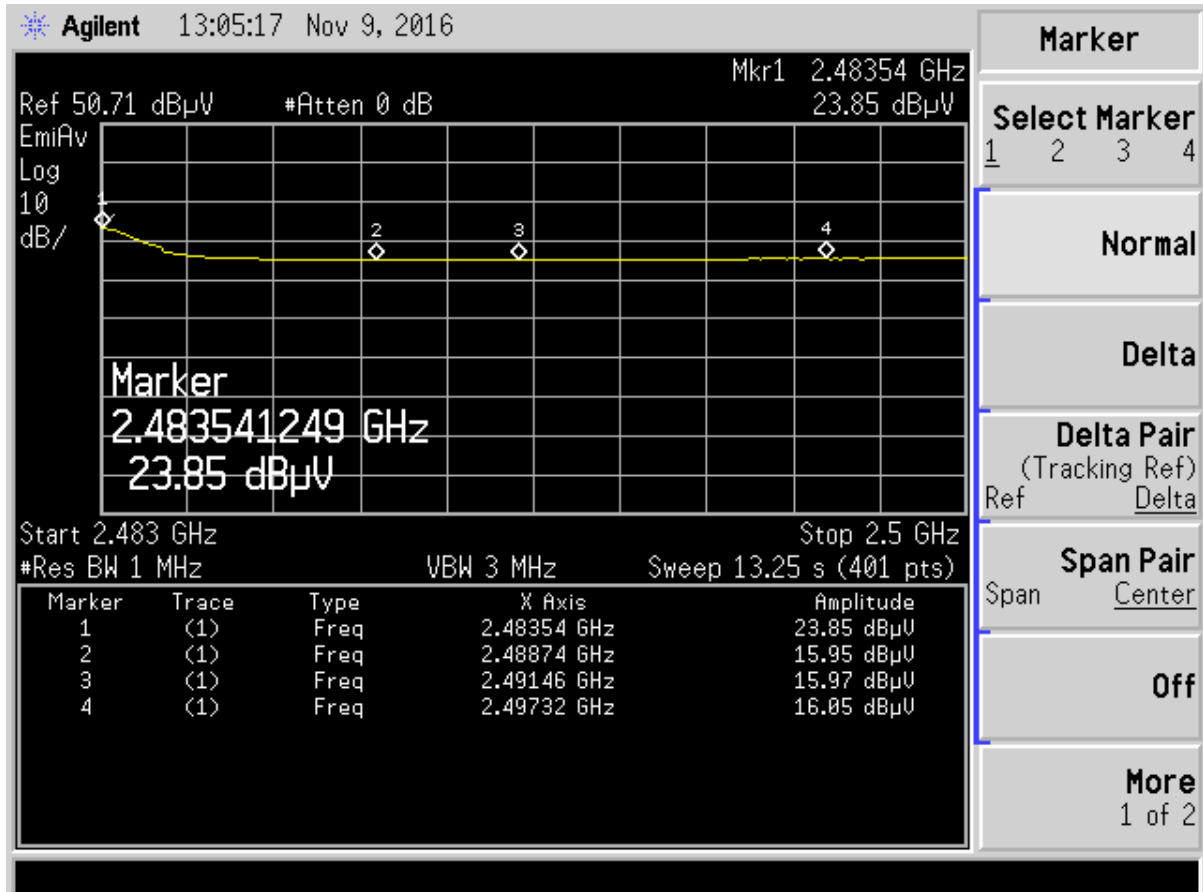 Agilent 13:05:17 Nov 9, 2016
Mkr1 2.48354 GHz
Ref 50.71 dBµV #Atten 0 dB 23.85 dBµV
EmiAv
Log
10
dB/
1
2
3
4
Marker
2.483541249 GHz
23.85 dBµV
Start 2.483 GHz Stop 2.5 GHz
#Res BW 1 MHz VBW 3 MHz Sweep 13.25 s (401 pts)
Marker Trace Type X Axis Amplitude
1 (1) Freq 2.48354 GHz 23.85 dBµV
2 (1) Freq 2.48874 GHz 15.95 dBµV
3 (1) Freq 2.49146 GHz 15.97 dBµV
4 (1) Freq 2.49732 GHz 16.05 dBµV
Marker
Select Marker
1 2 3 4
Normal
Delta
Delta Pair
(Tracking Ref)
Ref Delta
Span Pair
Span Center
Off
More
1 of 2